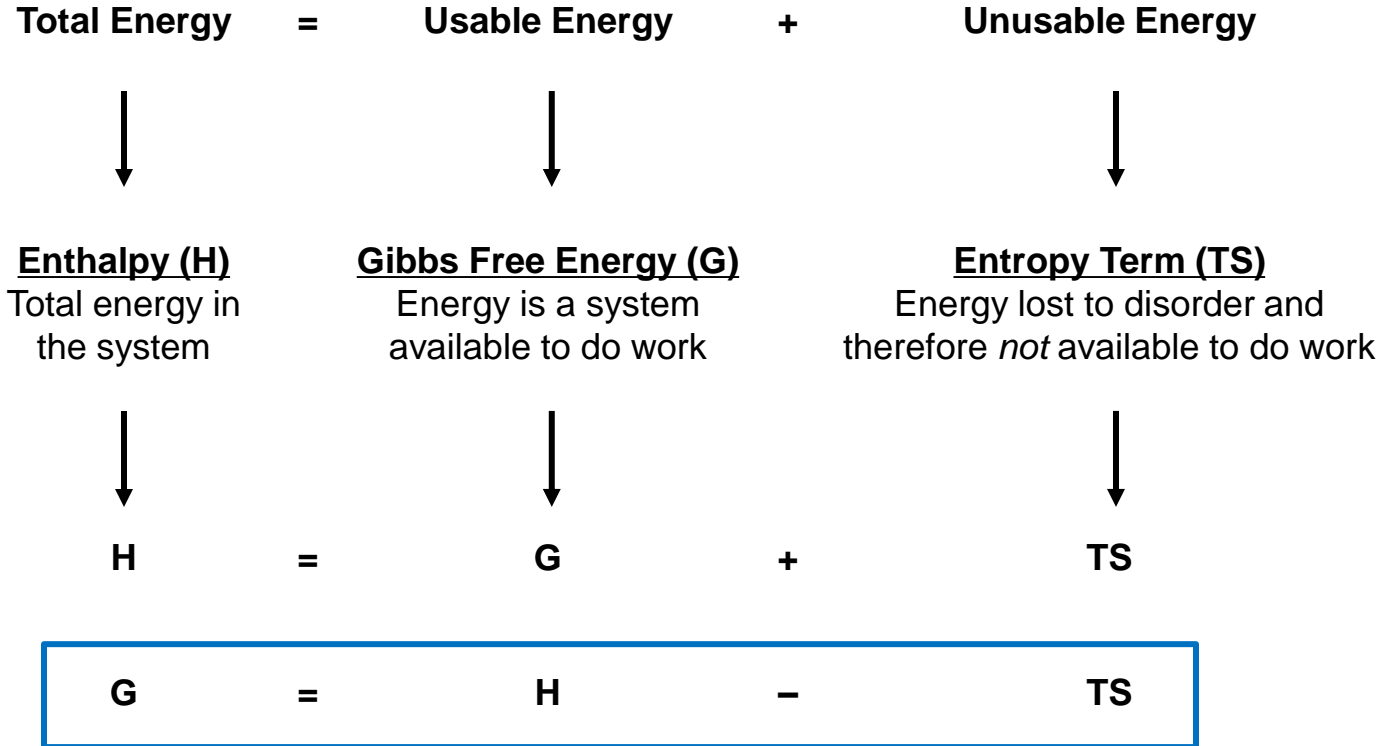 Total Energy = Usable Energy + Unusable Energy
Enthalpy (H) Gibbs Free Energy (G) Entropy Term (TS)
Total energy in Energy is a system Energy lost to disorder and
the system available to do work therefore not available to do work
H = G + TS
G = H – TS